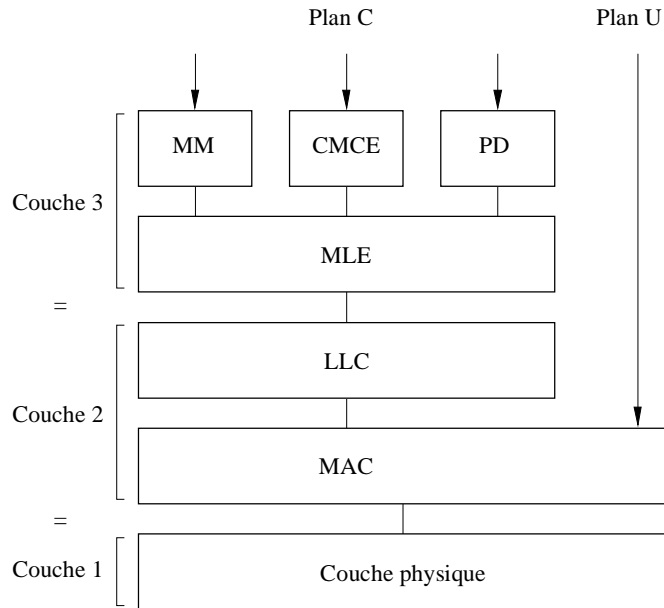 Plan C
Plan U
MM
CMCE
PD
Couche 3
MLE
=
LLC
Couche 2
MAC
=
Couche 1
Couche physique